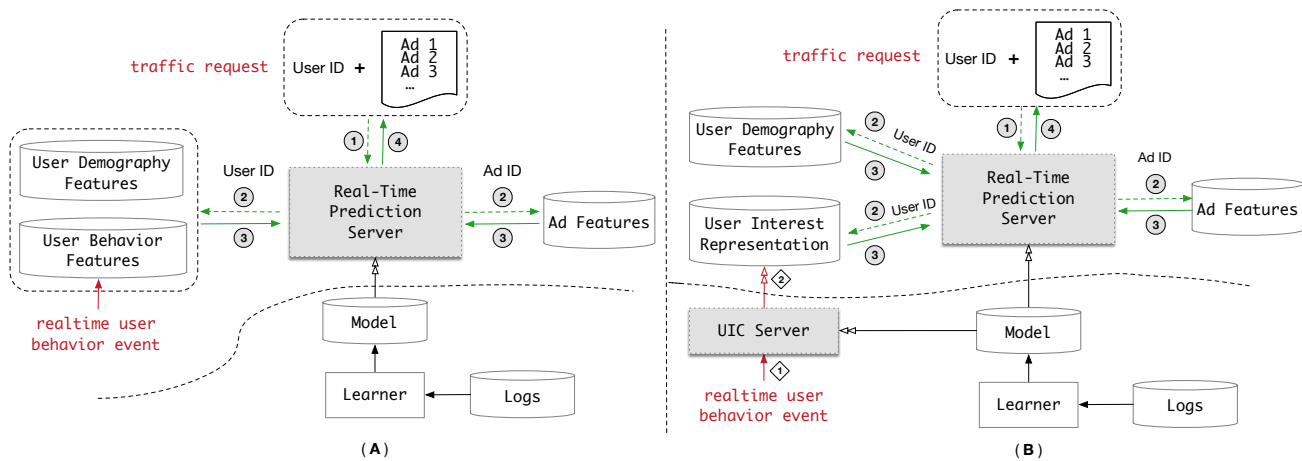 traffic request
User ID +
Ad 1
Ad 2
Ad 3
...
1
4
User Demography
Features
User Behavior
Features
User ID
2
3
Real-Time
Prediction
Server
Ad ID
2
3
Ad Features
realtime user
behavior event
Model
Learner
Logs
( A )
traffic request
User ID +
Ad 1
Ad 2
Ad 3
...
1
4
User Demography
Features
2
User ID
3
User Interest
Representation
2
User ID
3
Real-Time
Prediction
Server
Ad ID
2
3
Ad Features
2
UIC Server
1
realtime user
behavior event
Model
Learner
Logs
( B )